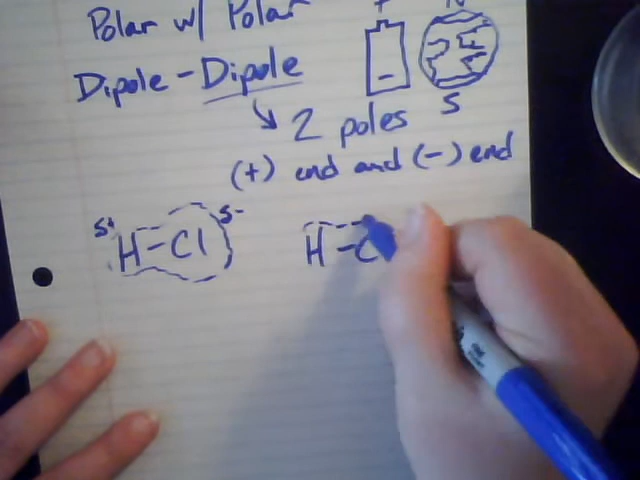 Polar w/ Polar
Dipole - Dipole
+ N
-
S
2 poles
(+) end and (-) end
δ+ H-Cl δ-
H-C